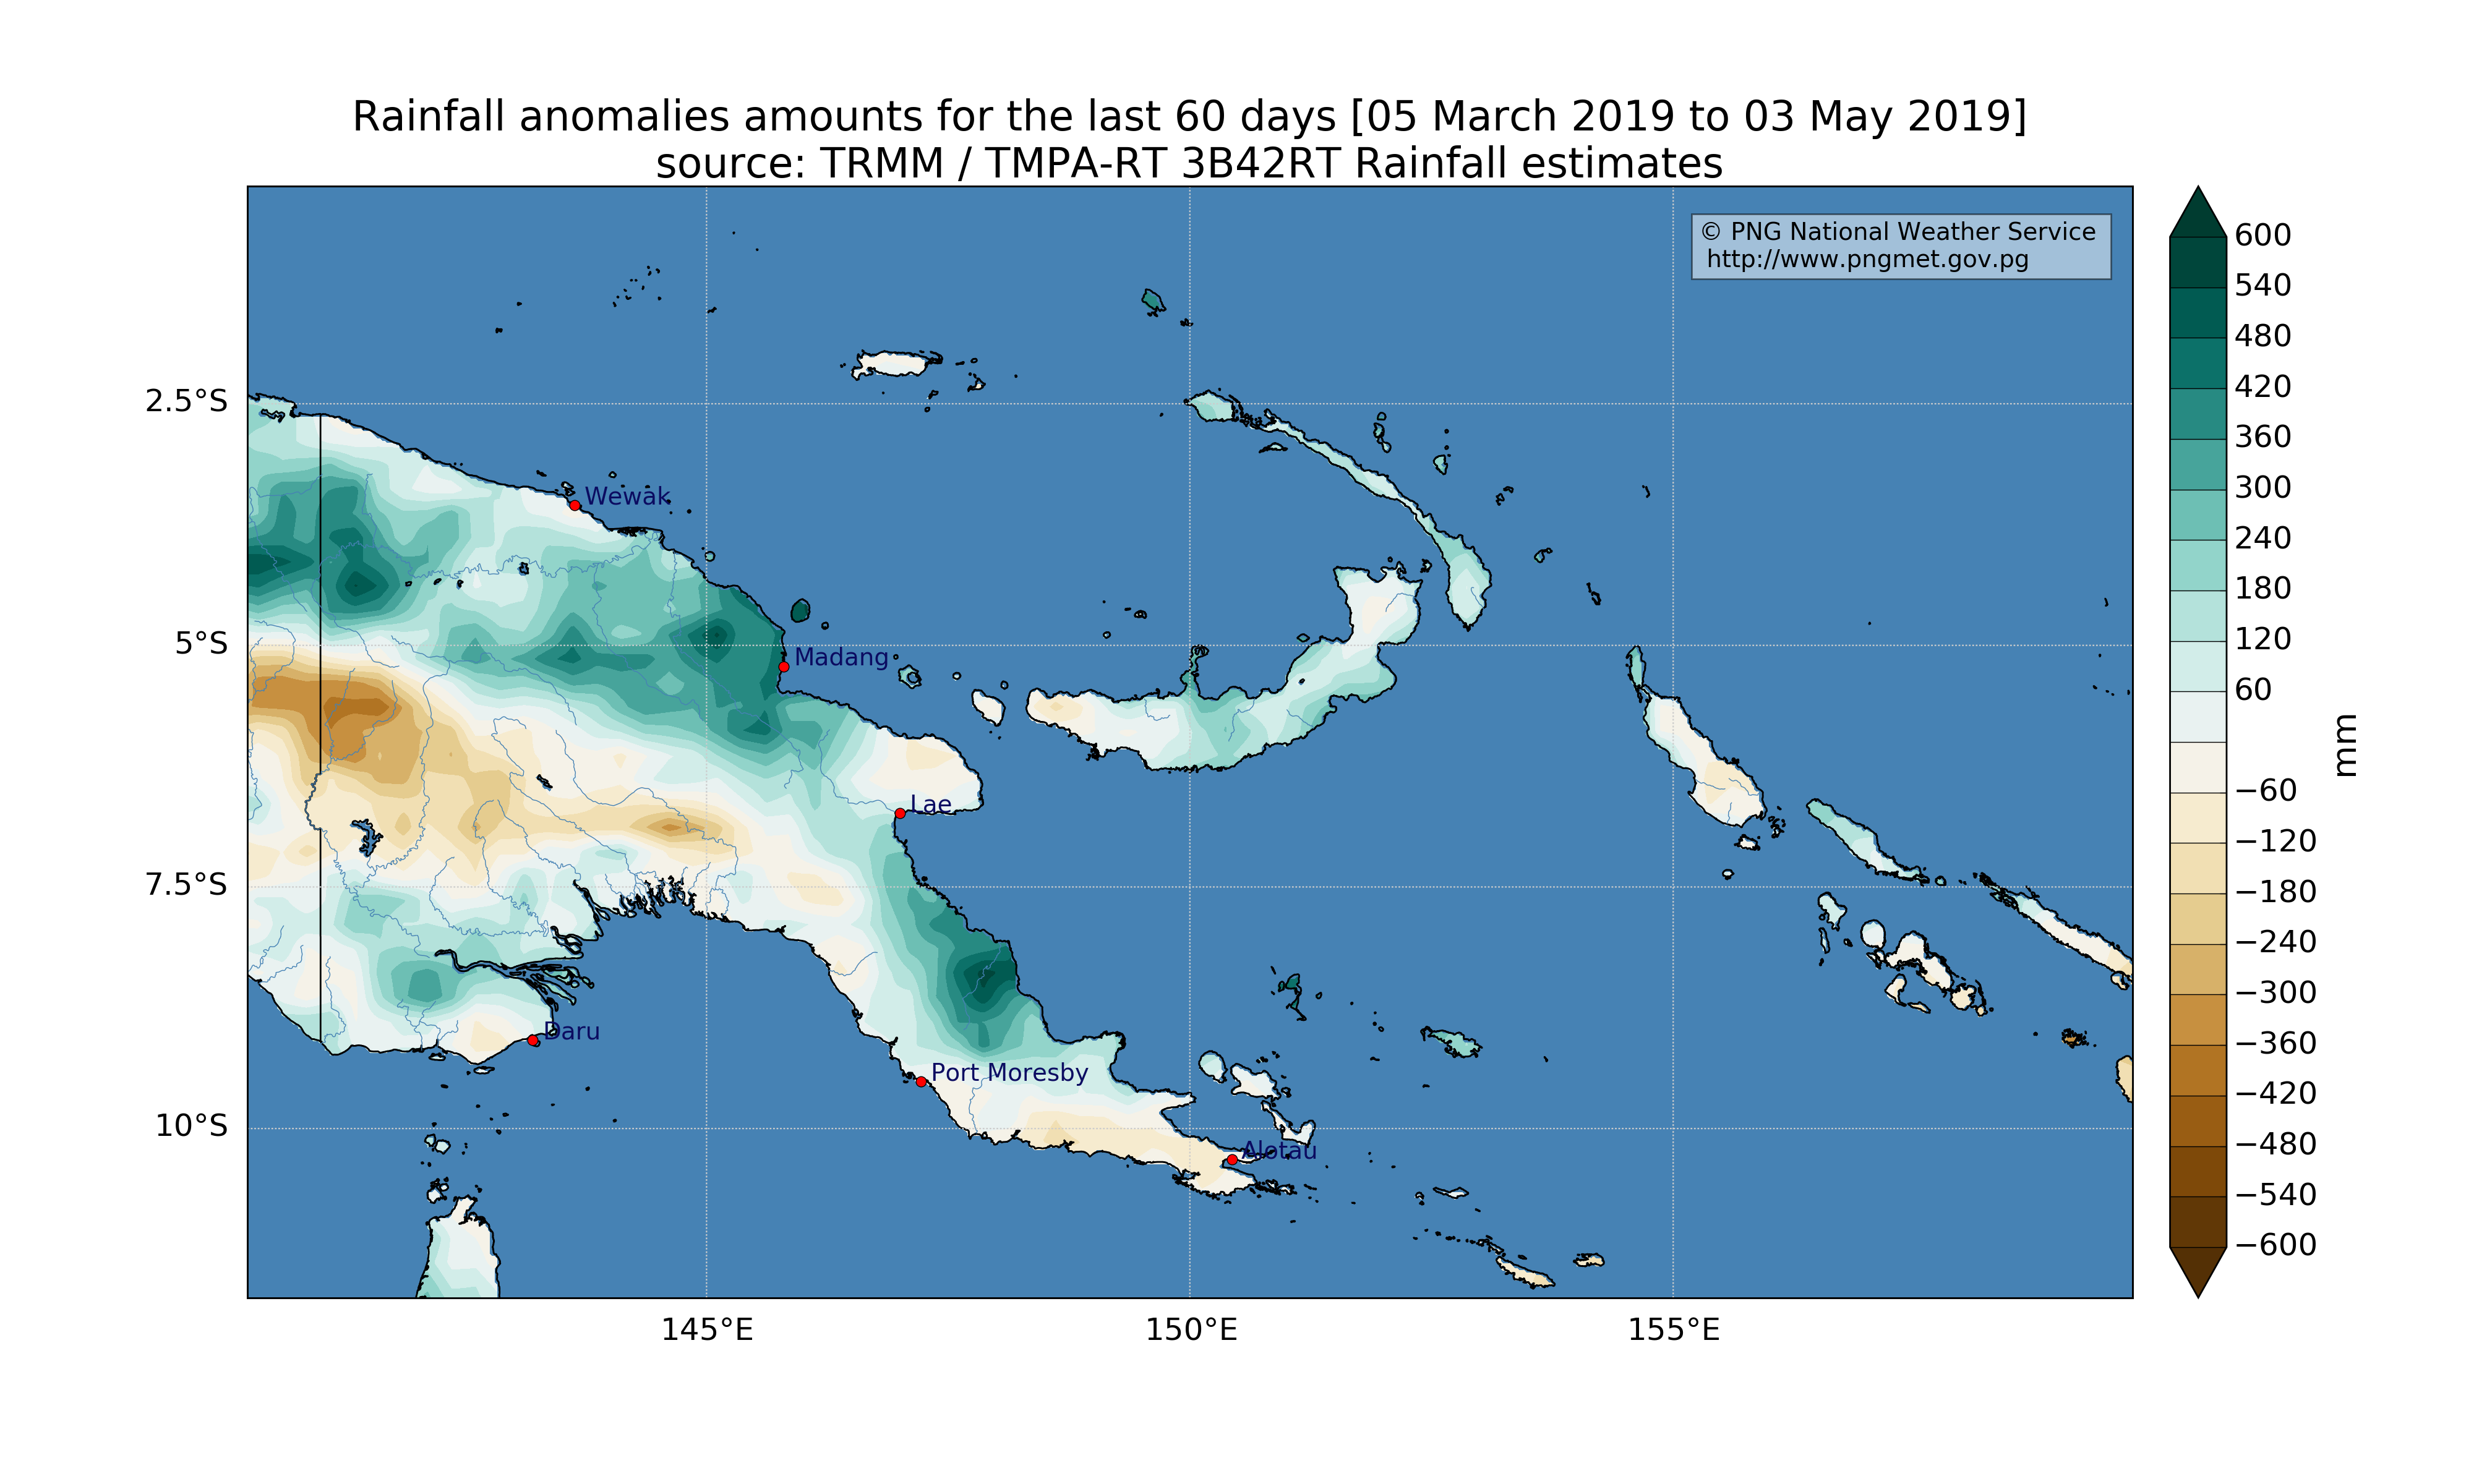 Rainfall anomalies amounts for the last 60 days [05 March 2019 to 03 May 2019]
source: TRMM / TMPA-RT 3B42RT Rainfall estimates
© PNG National Weather Service
http://www.pngmet.gov.pg
2.5°S
5°S
7.5°S
10°S
145°E
150°E
155°E
Wewak
Madang
Lae
Daru
Port Moresby
Alotau
600
540
480
420
360
300
240
180
120
60
−60
−120
−180
−240
−300
−360
−420
−480
−540
−600
mm